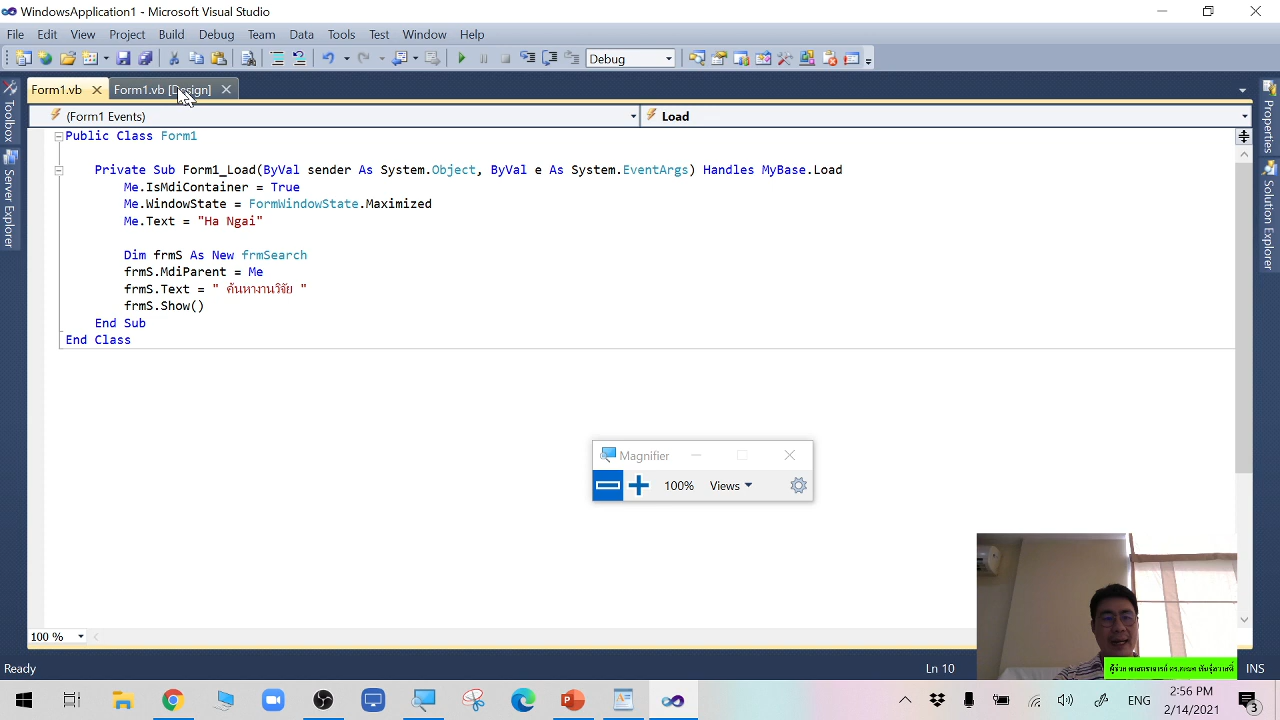 WindowsApplication1 - Microsoft Visual Studio
File Edit View Project Build Debug Team Data Tools Test Window Help
Debug
Form1.vb Form1.vb [Design]
(Form1 Events) Load
Toolbox
Server Explorer
Properties
Solution Explorer
Public Class Form1
Private Sub Form1_Load(ByVal sender As System.Object, ByVal e As System.EventArgs) Handles MyBase.Load
Me.IsMdiContainer = True
Me.WindowState = FormWindowState.Maximized
Me.Text = "Ha Ngai"
Dim frmS As New frmSearch
frmS.MdiParent = Me
frmS.Text = " ค้นหางานวิจัย "
frmS.Show()
End Sub
End Class
Magnifier
100% Views
100 %
Ready Ln 10 INS
ENG
2:56 PM
2/14/2021
3